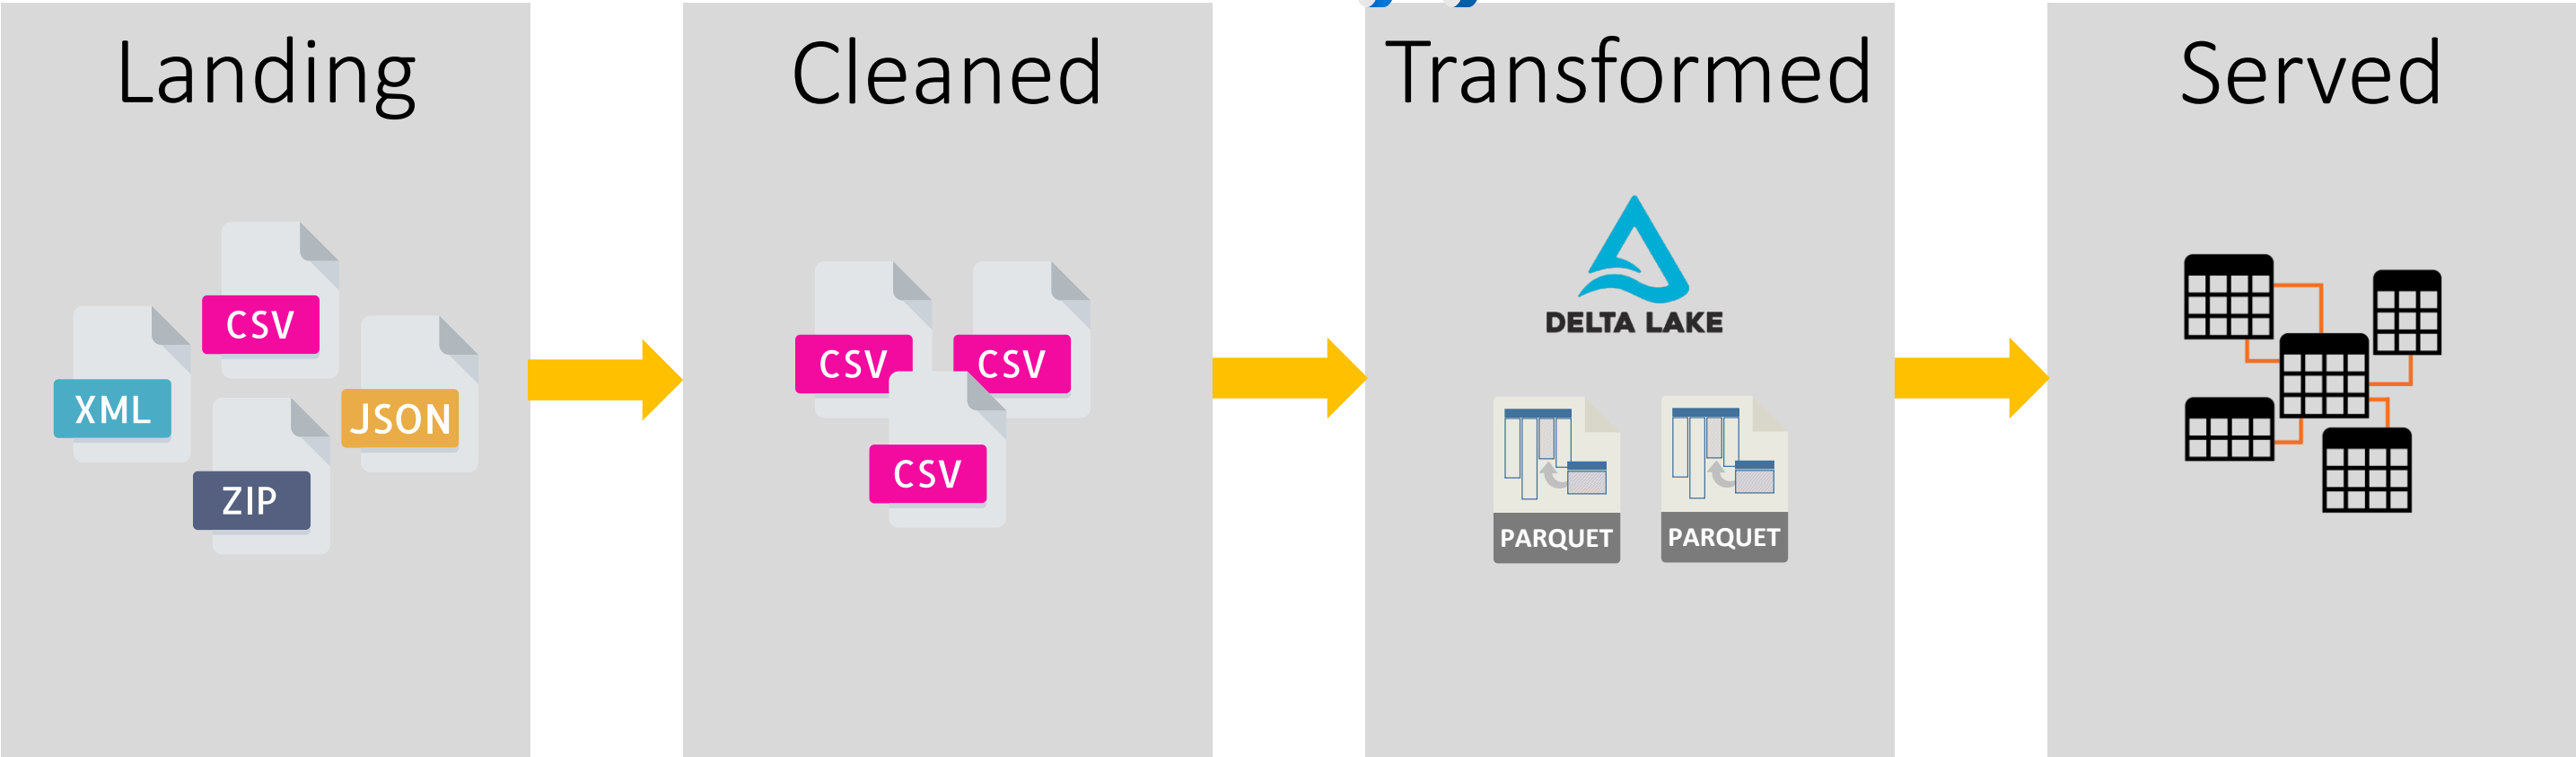 Landing
CSV
XML
JSON
ZIP
Cleaned
CSV
CSV
CSV
Transformed
DELTA LAKE
PARQUET
PARQUET
Served